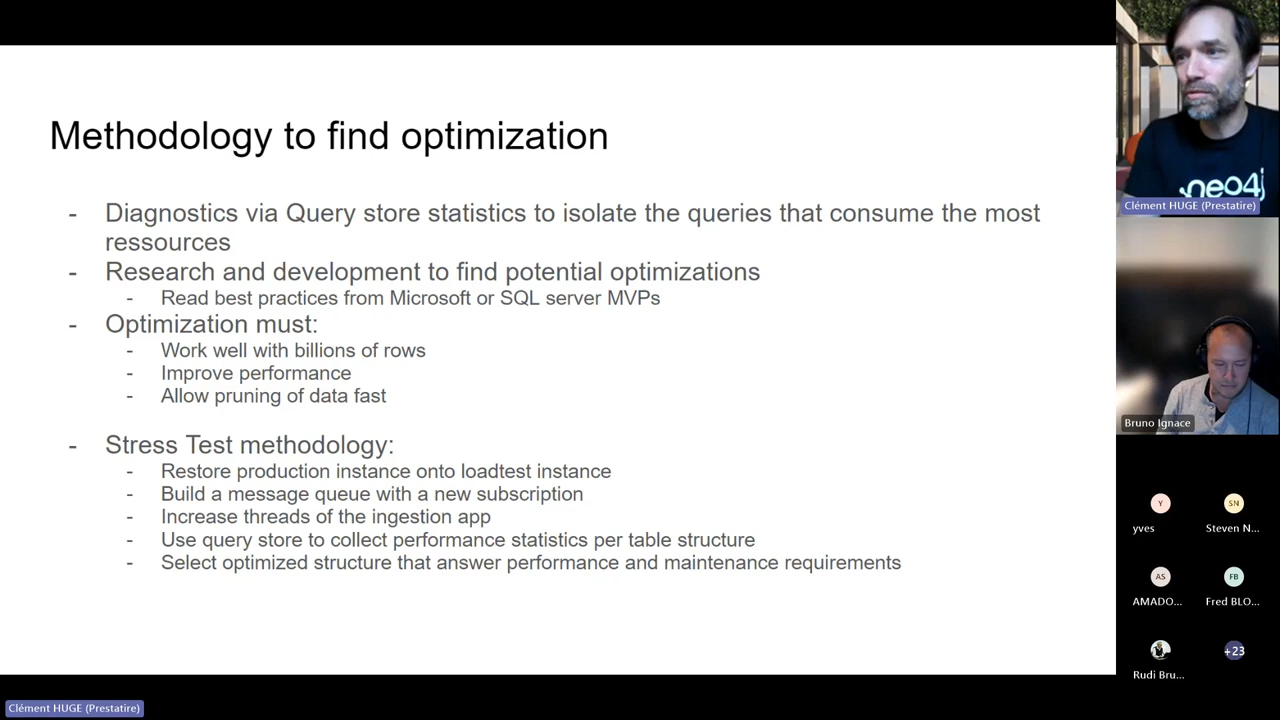 Methodology to find optimization
- Diagnostics via Query store statistics to isolate the queries that consume the most
ressources
- Research and development to find potential optimizations
- Read best practices from Microsoft or SQL server MVPs
- Optimization must:
- Work well with billions of rows
- Improve performance
- Allow pruning of data fast
- Stress Test methodology:
- Restore production instance onto loadtest instance
- Build a message queue with a new subscription
- Increase threads of the ingestion app
- Use query store to collect performance statistics per table structure
- Select optimized structure that answer performance and maintenance requirements
neo4j
Clément HUGE (Prestatire)
Bruno Ignace
Y
SN
yves
Steven N...
AS
FB
AMADO...
Fred BLO...
+23
Rudi Bru...
Clément HUGE (Prestatire)